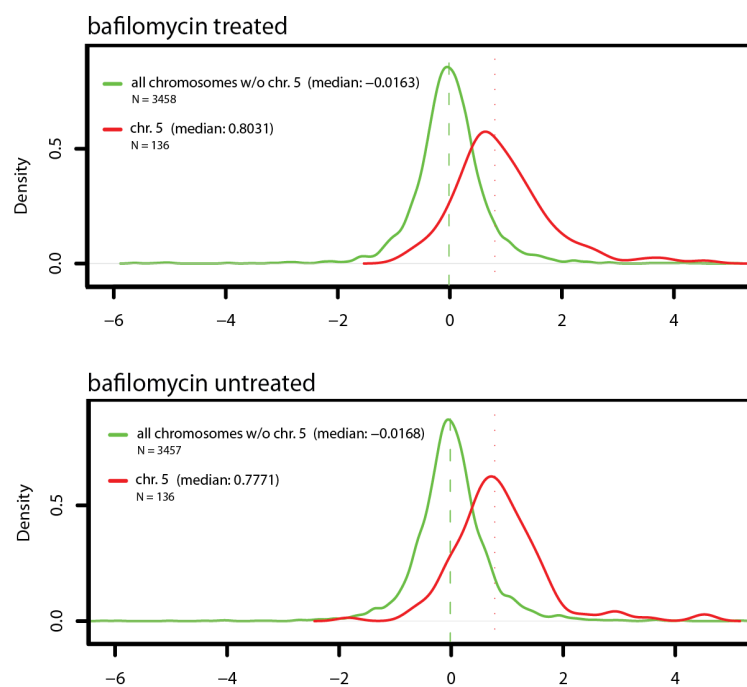 bafilomycin treated
all chromosomes w/o chr. 5 (median: −0.0163)
N = 3458
chr. 5 (median: 0.8031)
N = 136
Density
0.5
0.0
−6 −4 −2 0 2 4
bafilomycin untreated
all chromosomes w/o chr. 5 (median: −0.0168)
N = 3457
chr. 5 (median: 0.7771)
N = 136
Density
0.5
0.0
−6 −4 −2 0 2 4